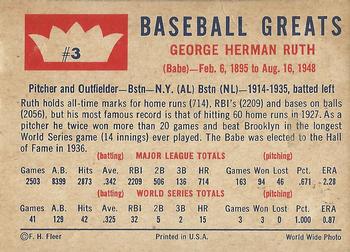 #3
BASEBALL GREATS
GEORGE HERMAN RUTH
(Babe)—Feb. 6, 1895 to Aug. 16, 1948
Pitcher and Outfielder—Bstn—N.Y. (AL) Bstn (NL)—1914-1935, batted left
Ruth holds all-time marks for home runs (714), RBI's (2209) and bases on balls
(2056), but his most famous record is that of hitting 60 home runs in 1927. As a
pitcher he twice won more than 20 games and beat Brooklyn in the longest
World Series game (14 innings) ever played. The Babe was elected to the Hall of
Fame in 1936.
(batting) MAJOR LEAGUE TOTALS (pitching)
Games A.B. Hits Ave. RBI 2B 3B HR Games Won Lost Pct. ERA
2503 8399 2873 .342 2209 506 136 714 163 94 46 .671 2.28
(batting) WORLD SERIES TOTALS (pitching)
Games A.B. Hits Ave. RBI 2B 3B HR Games Won Lost Pct. ERA
41 129 42 .325 32 5 2 15 3 3 0 1.000 0.87
©F. H. Fleer Printed in U.S.A. World Wide Photo